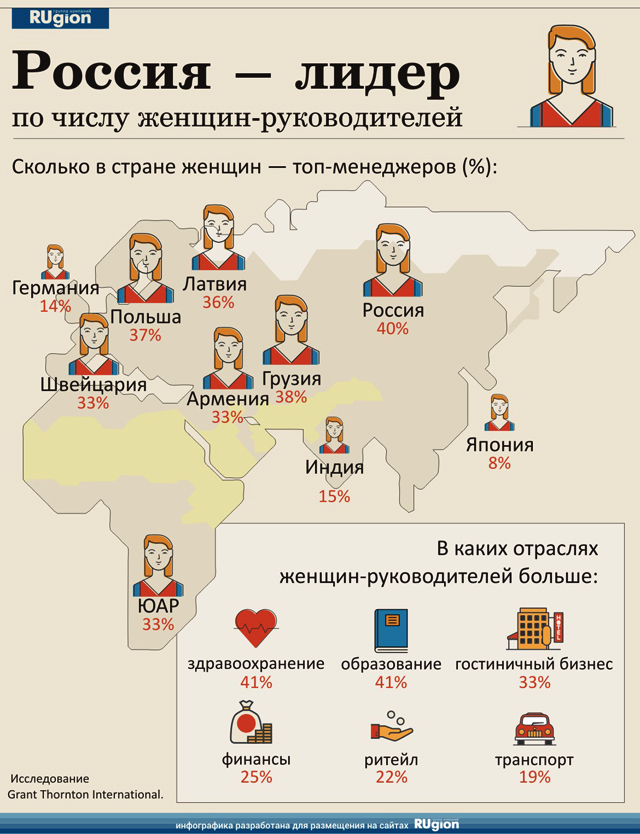 группа компаний
RUgion
Россия — лидер
по числу женщин-руководителей
Сколько в стране женщин — топ-менеджеров (%):
Германия
14%
Польша
37%
Латвия
36%
Россия
40%
Швейцария
33%
Армения
33%
Грузия
38%
Индия
15%
Япония
8%
ЮАР
33%
В каких отраслях
женщин-руководителей больше:
здравоохранение
41%
образование
41%
HOTEL
гостиничный бизнес
33%
финансы
25%
ритейл
22%
транспорт
19%
Исследование
Grant Thornton International.
инфографика разработана для размещения на сайтах RUgion